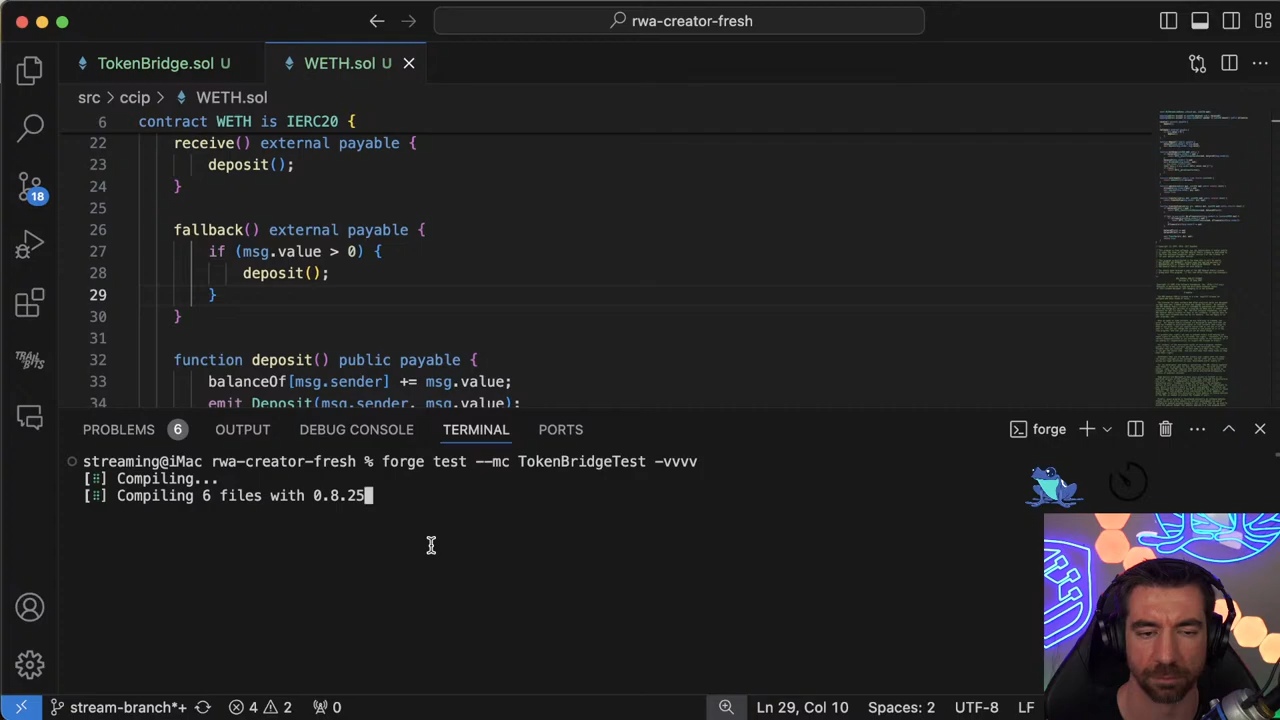 rwa-creator-fresh
TokenBridge.sol U
WETH.sol U
src > ccip > WETH.sol
6 contract WETH is IERC20 {
22 receive() external payable {
23 deposit();
24 }
25
26 fallback() external payable {
27 if (msg.value > 0) {
28 deposit();
29 }
30 }
31
32 function deposit() public payable {
33 balanceOf[msg.sender] += msg.value;
34 emit Deposit(msg.sender, msg.value);
18
TRAIL OF BITS
PROBLEMS 6 OUTPUT DEBUG CONSOLE TERMINAL PORTS
forge
streaming@iMac rwa-creator-fresh % forge test --mc TokenBridgeTest -vvvv
[⠿] Compiling...
[⠿] Compiling 6 files with 0.8.25
stream-branch*+ 4 2 0 Ln 29, Col 10 Spaces: 2 UTF-8 LF